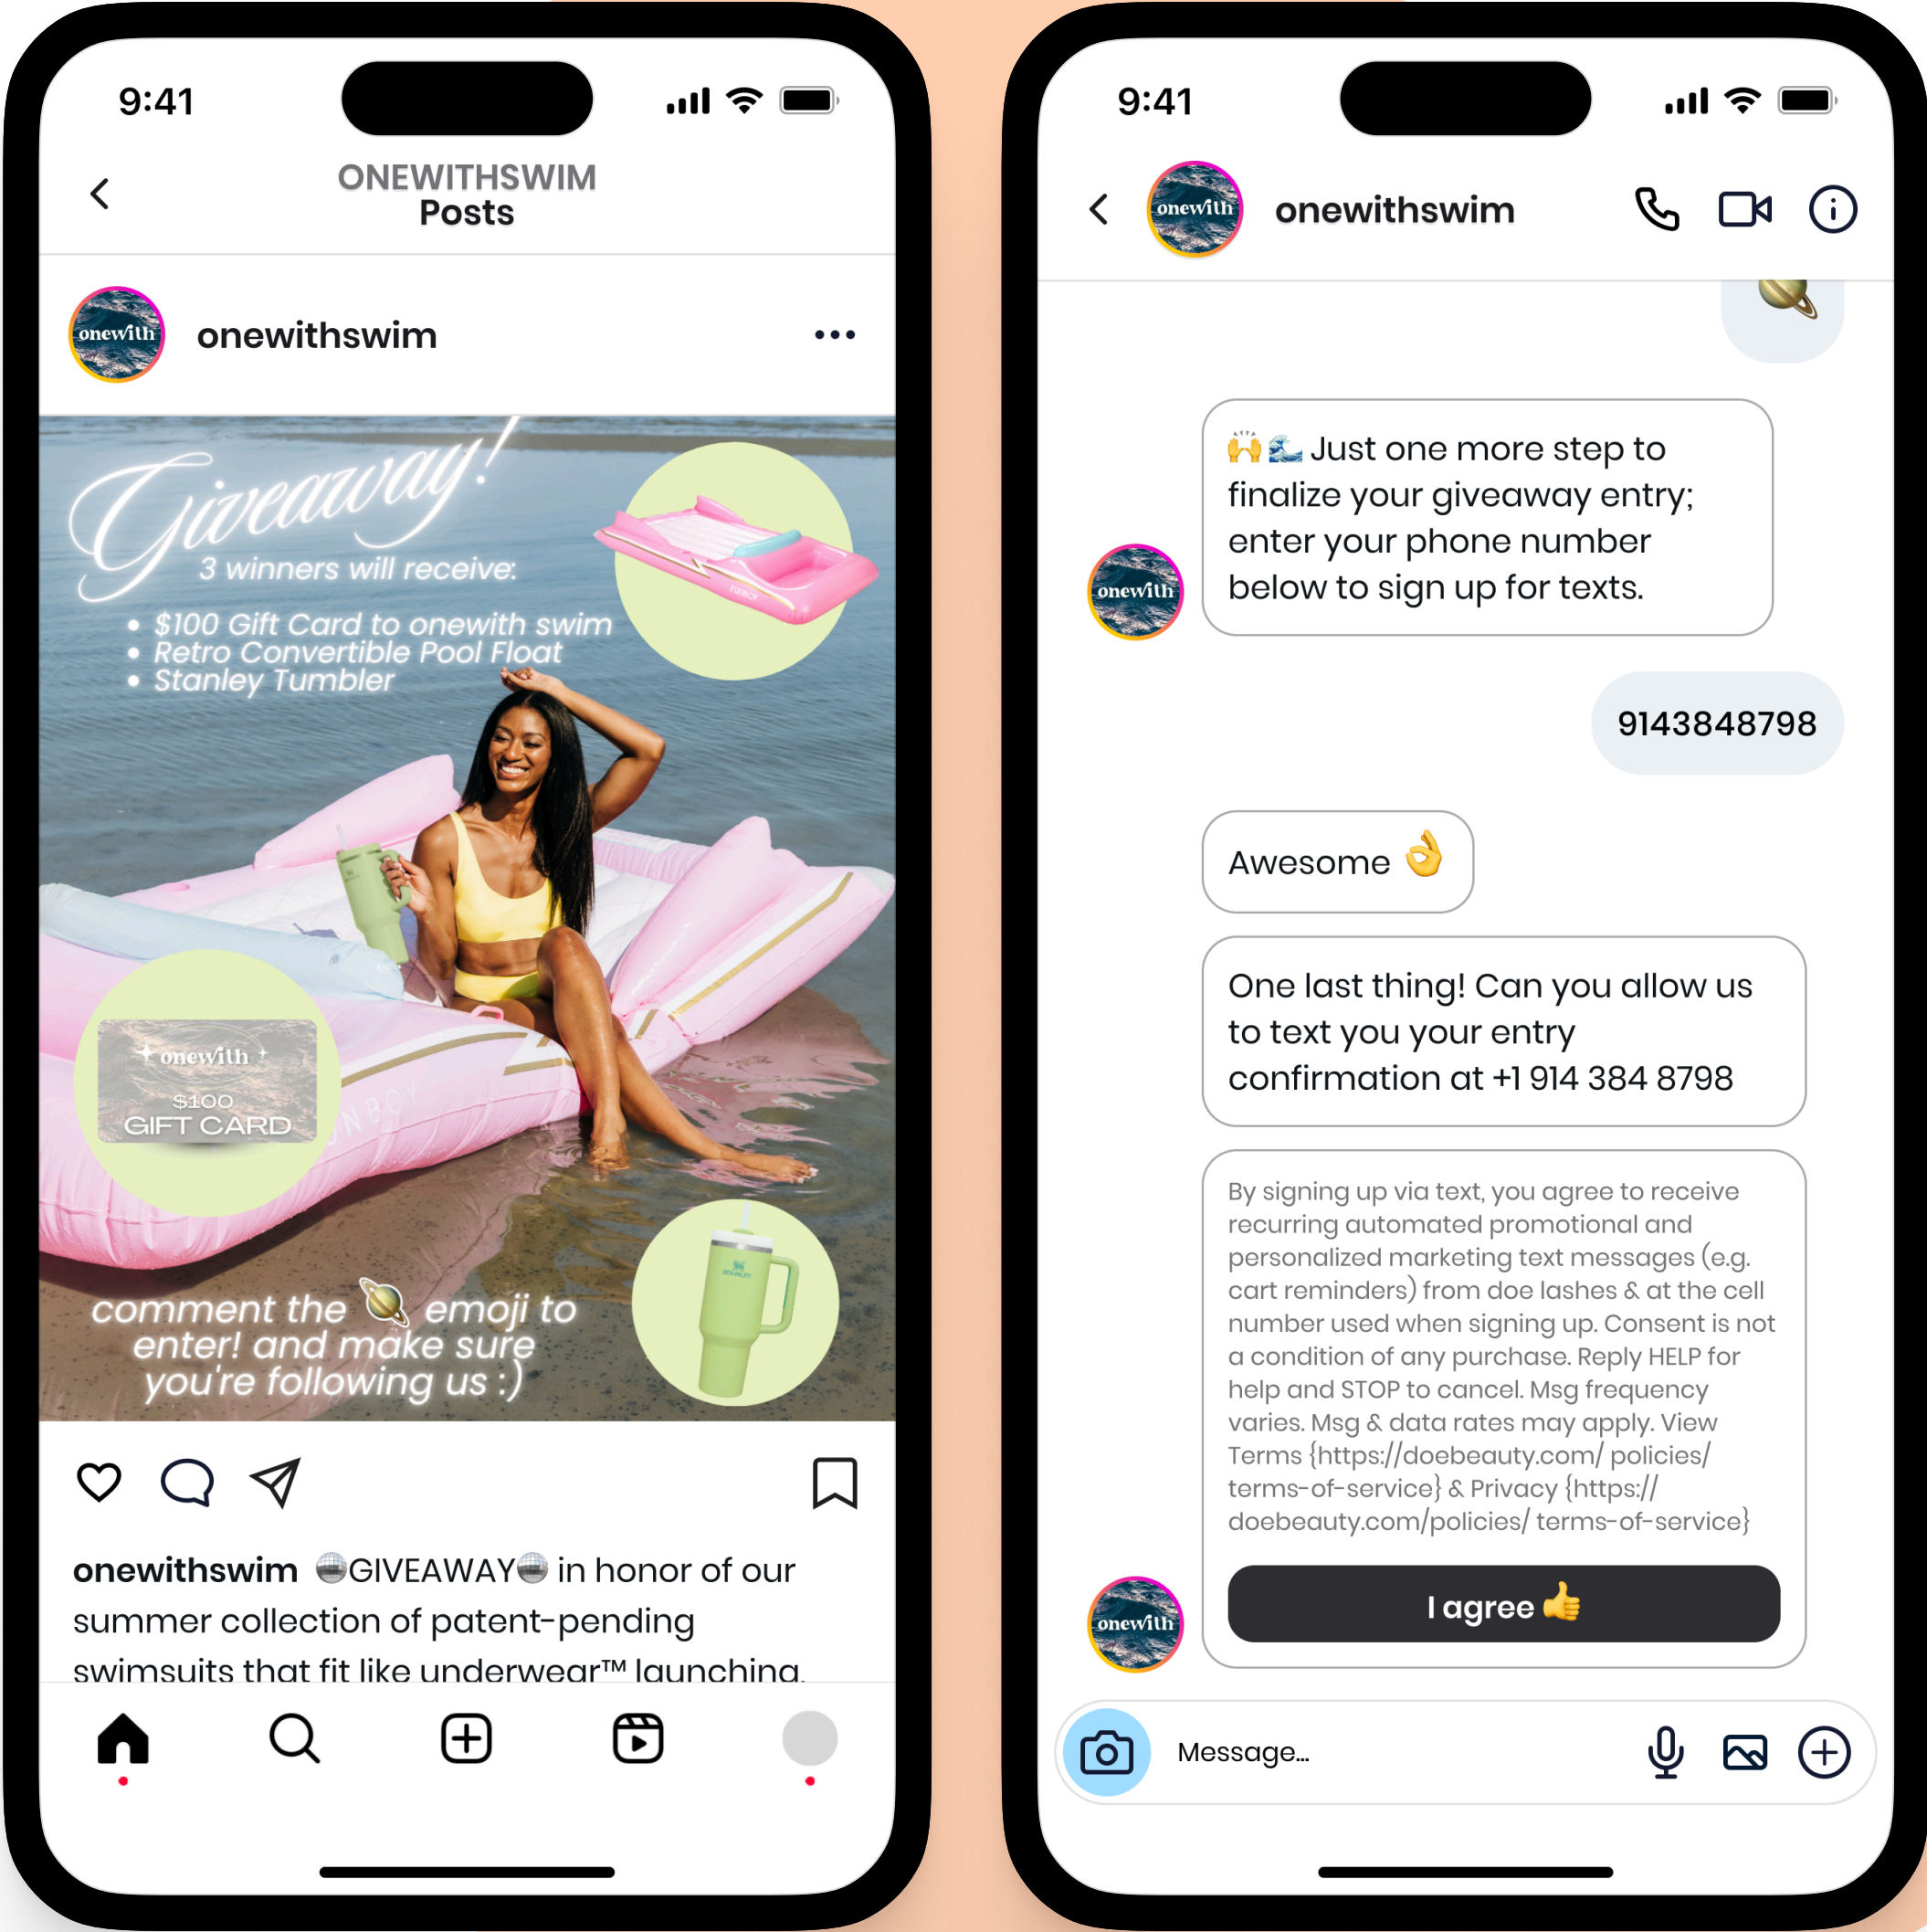 9:41
ONEWITHSWIM
Posts
onewith
onewithswim
Giveaway!
3 winners will receive:
• $100 Gift Card to onewith swim
• Retro Convertible Pool Float
• Stanley Tumbler
FUNBOY
onewith
$100
GIFT CARD
UNBOY
STANLEY
comment the 🪐 emoji to
enter! and make sure
you're following us :)
onewithswim 🪩GIVEAWAY🪩 in honor of our
summer collection of patent-pending
swimsuits that fit like underwear™ launching.
9:41
onewith
onewithswim
🪐
🙌🌊 Just one more step to
finalize your giveaway entry;
enter your phone number
below to sign up for texts.
onewith
9143848798
Awesome 👌
One last thing! Can you allow us
to text you your entry
confirmation at +1 914 384 8798
By signing up via text, you agree to receive
recurring automated promotional and
personalized marketing text messages (e.g.
cart reminders) from doe lashes & at the cell
number used when signing up. Consent is not
a condition of any purchase. Reply HELP for
help and STOP to cancel. Msg frequency
varies. Msg & data rates may apply. View
Terms {https://doebeauty.com/ policies/
terms-of-service} & Privacy {https://
doebeauty.com/policies/ terms-of-service}
I agree 👍
onewith
Message...